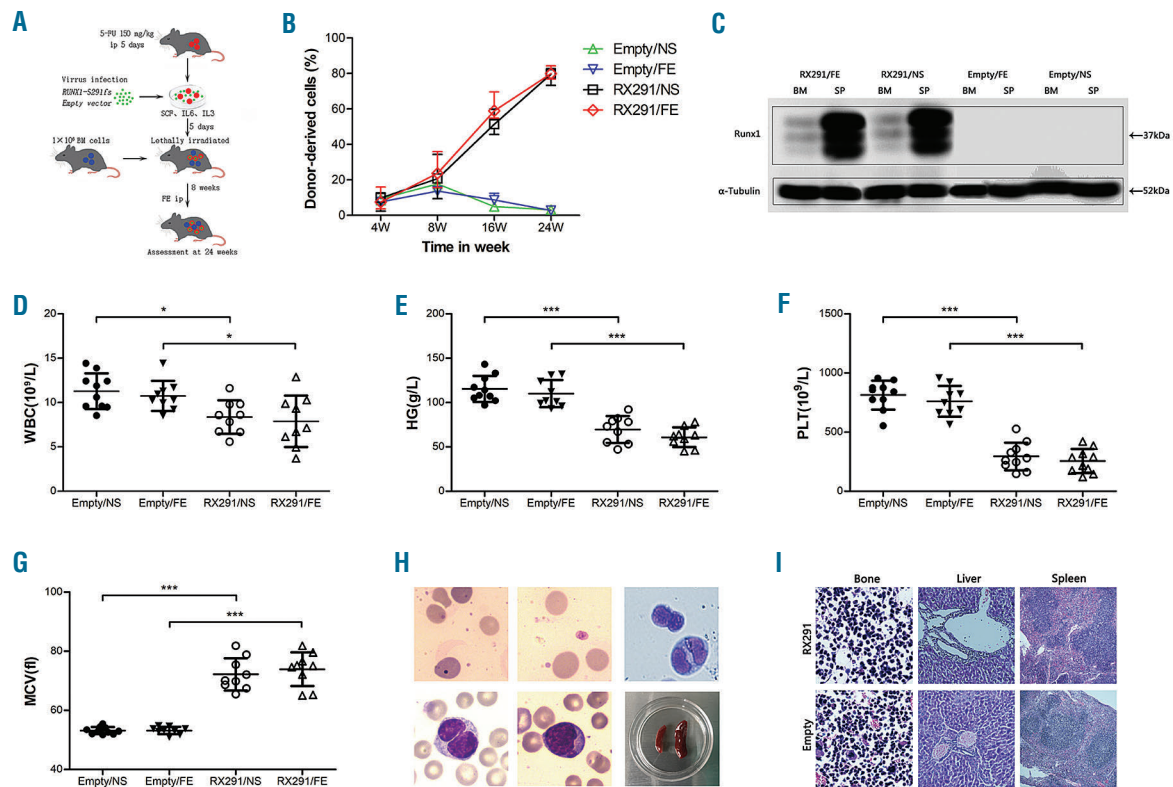 A
5-FU 150 mg/kg
ip 5 days
Virrus infection
RUNX1-S291fs
Empty vector
SCF、IL6、IL3
5 days
1×10⁶ BM cells
Lethally irradiated
8 weeks
FE ip
Assessment at 24 weeks
B
Donor-derived cells (%)
100
80
60
40
20
0
4W 8W 16W 24W
Time in week
Empty/NS
Empty/FE
RX291/NS
RX291/FE
C
RX291/FE RX291/NS Empty/FE Empty/NS
BM SP BM SP BM SP BM SP
Runx1
37kDa
α-Tubulin
52kDa
D
WBC(10⁹/L)
20
15
10
5
0
* 
*
Empty/NS Empty/FE RX291/NS RX291/FE
E
HG(g/L)
200
150
100
50
0
***
***
Empty/NS Empty/FE RX291/NS RX291/FE
F
PLT(10⁹/L)
1500
1000
500
0
***
***
Empty/NS Empty/FE RX291/NS RX291/FE
G
MCV(fl)
100
80
60
40
***
***
Empty/NS Empty/FE RX291/NS RX291/FE
H
I
Bone Liver Spleen
RX291
Empty